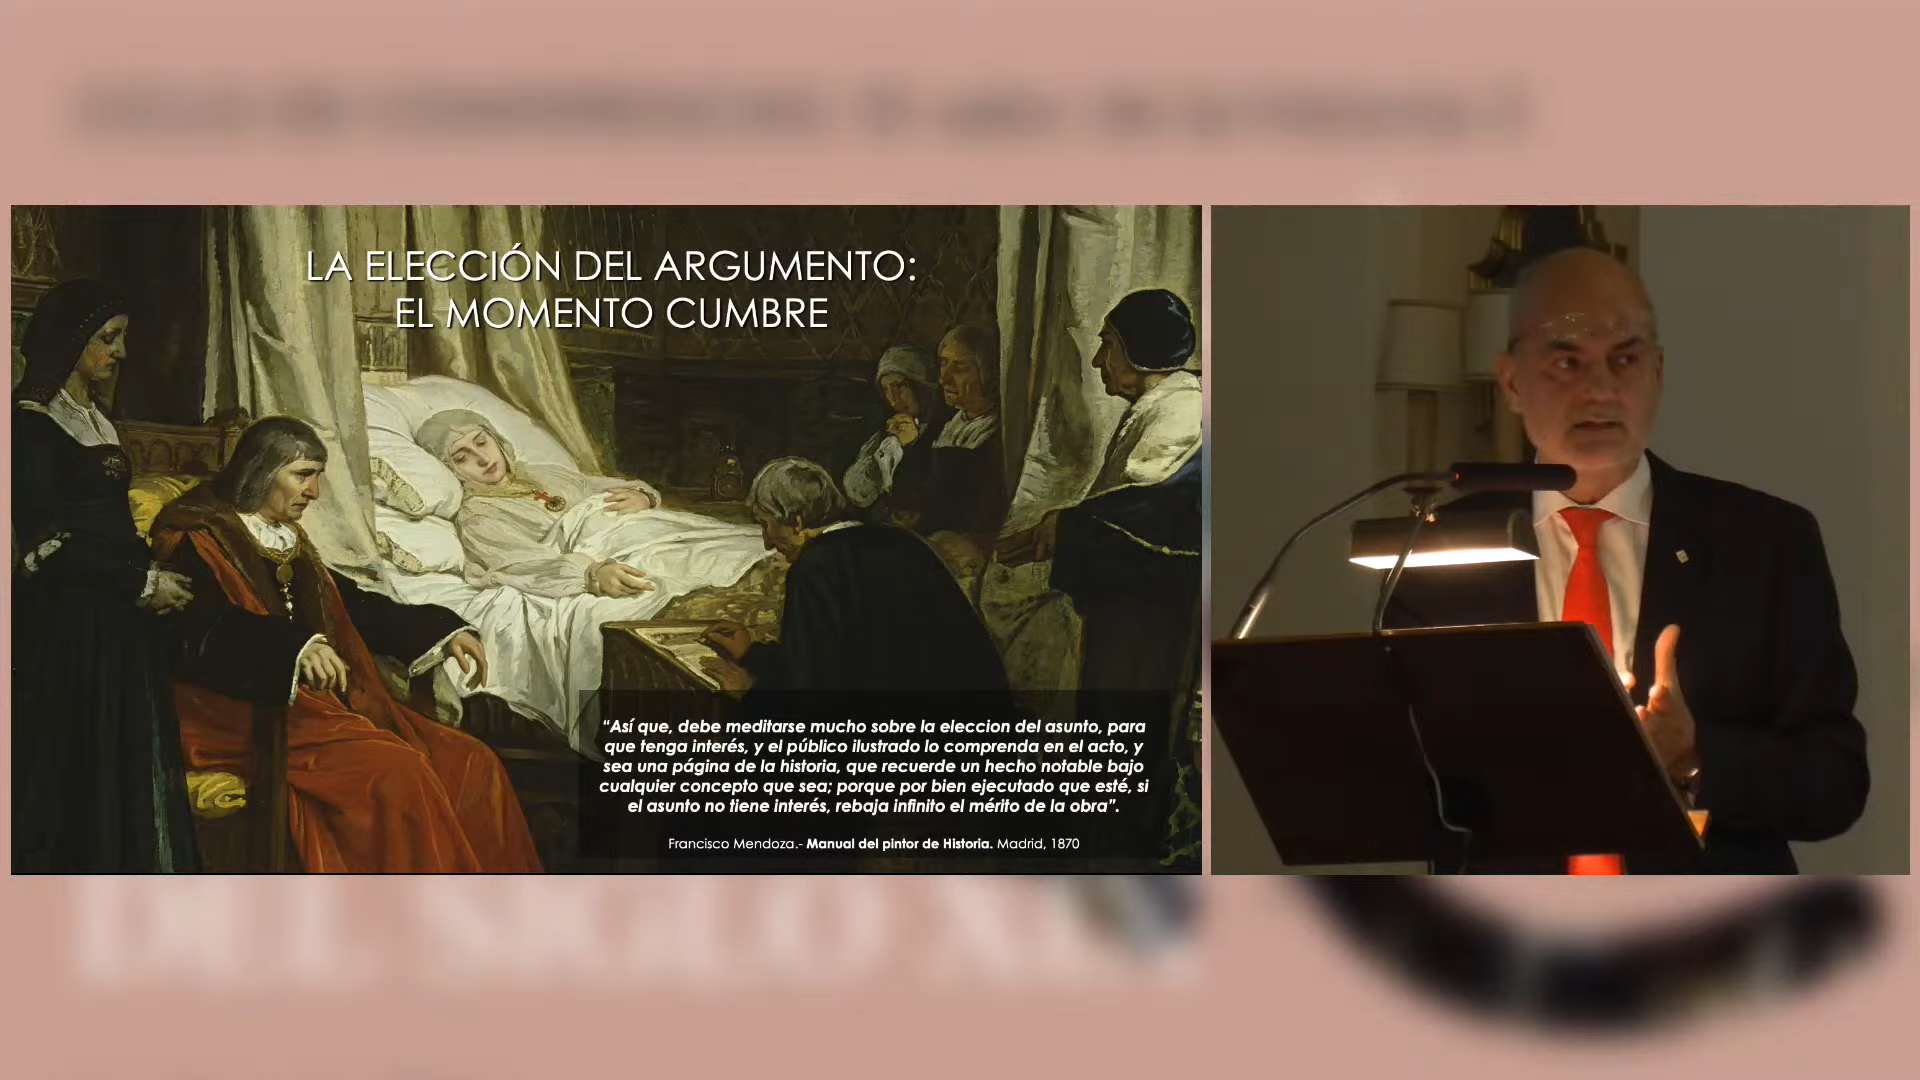 LA ELECCIÓN DEL ARGUMENTO:
EL MOMENTO CUMBRE
“Así que, debe meditarse mucho sobre la eleccion del asunto, para
que tenga interés, y el público ilustrado lo comprenda en el acto, y
sea una página de la historia, que recuerde un hecho notable bajo
cualquier concepto que sea; porque por bien ejecutado que esté, si
el asunto no tiene interés, rebaja infinito el mérito de la obra”.
Francisco Mendoza.- Manual del pintor de Historia. Madrid, 1870
DEL SIGLO